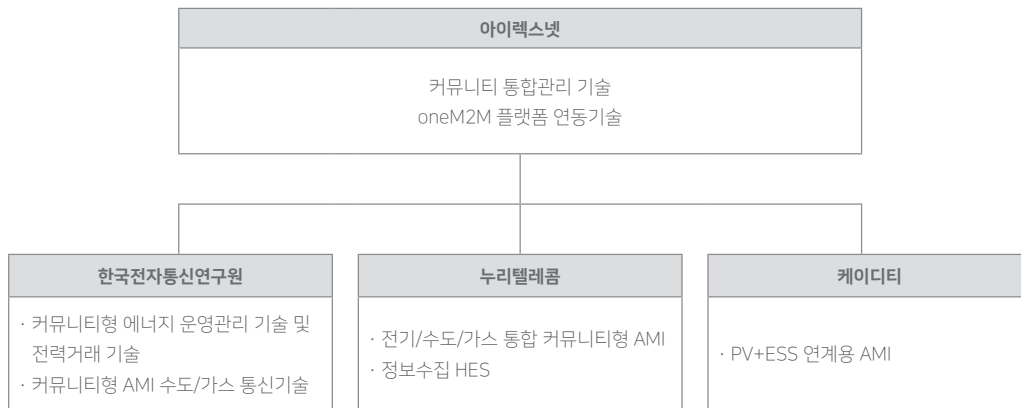 아이렉스넷
커뮤니티 통합관리 기술
oneM2M 플랫폼 연동기술
한국전자통신연구원
· 커뮤니티형 에너지 운영관리 기술 및
전력거래 기술
· 커뮤니티형 AMI 수도/가스 통신기술
누리텔레콤
· 전기/수도/가스 통합 커뮤니티형 AMI
· 정보수집 HES
케이디티
· PV+ESS 연계용 AMI